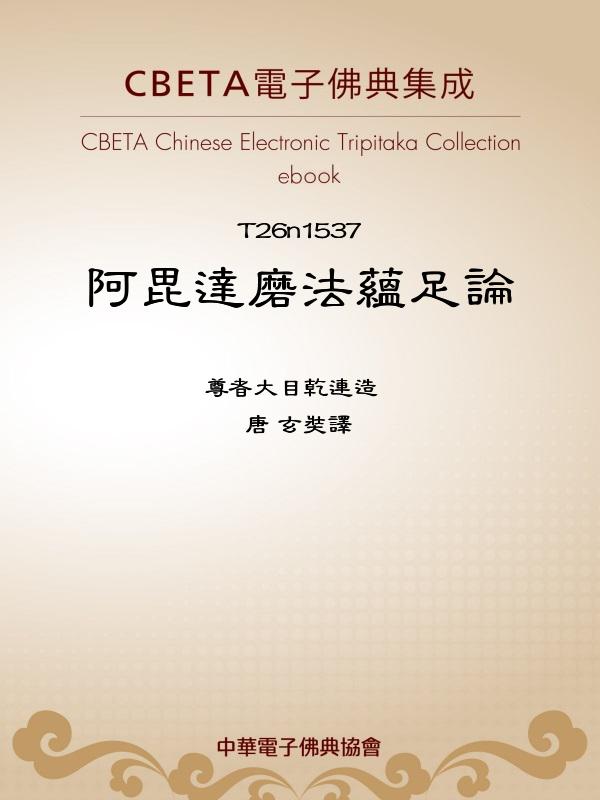 CBETA電子佛典集成
CBETA Chinese Electronic Tripitaka Collection
ebook
T26n1537
阿毘達磨法蘊足論
尊者大目乾連造
唐 玄奘譯
中華電子佛典協會